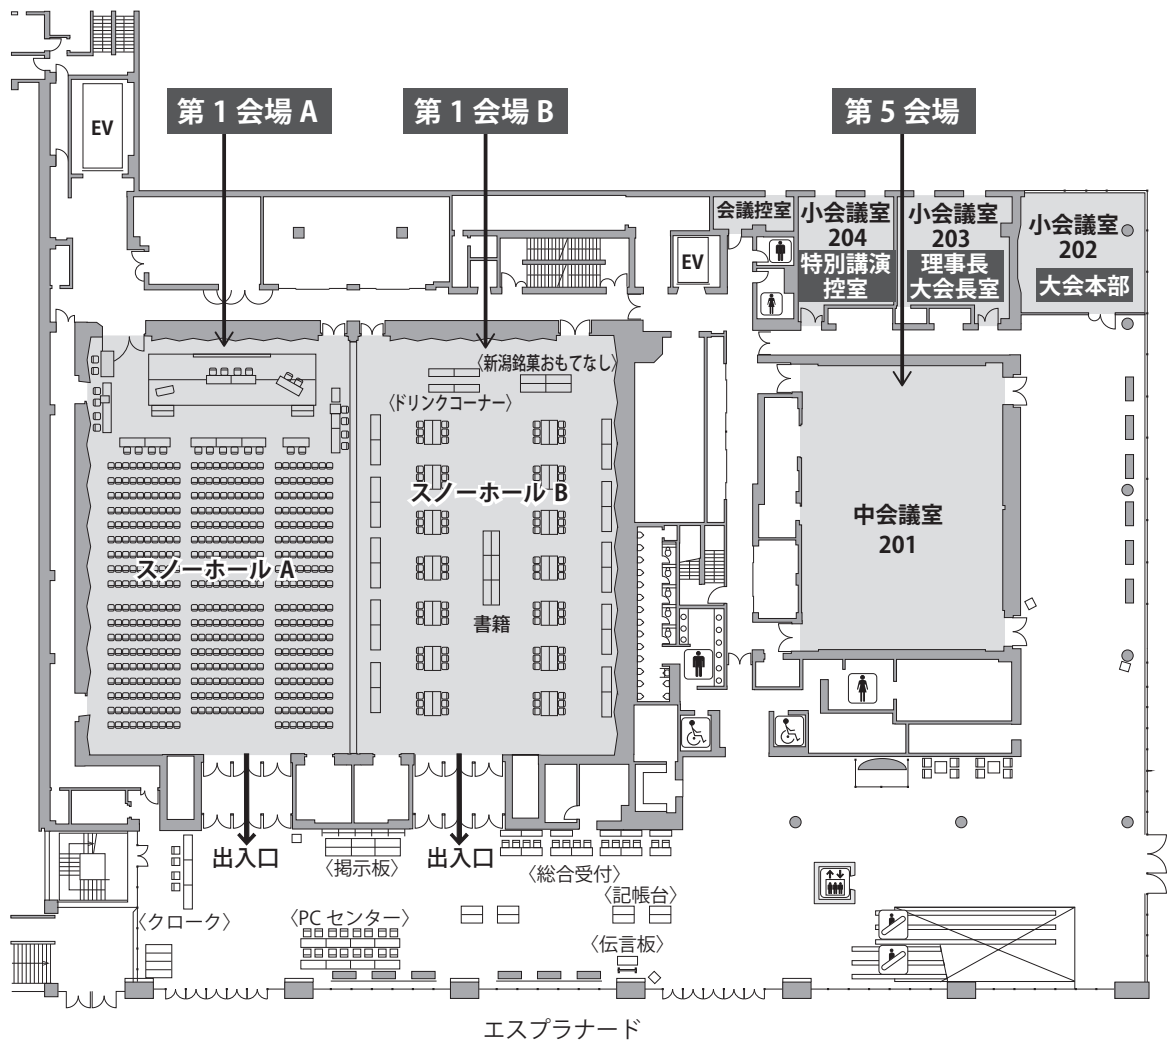 第1会場 A
第1会場 B
第5会場
EV
会議控室
小会議室
204
特別講演
控室
小会議室
203
理事長
大会長室
小会議室
202
大会本部
EV
〈新潟銘菓おもてなし〉
〈ドリンクコーナー〉
スノーホール B
中会議室
201
スノーホール A
書籍
出入口
〈掲示板〉
出入口
〈総合受付〉
〈クローク〉
〈PC センター〉
〈記帳台〉
〈伝言板〉
エスプラナード